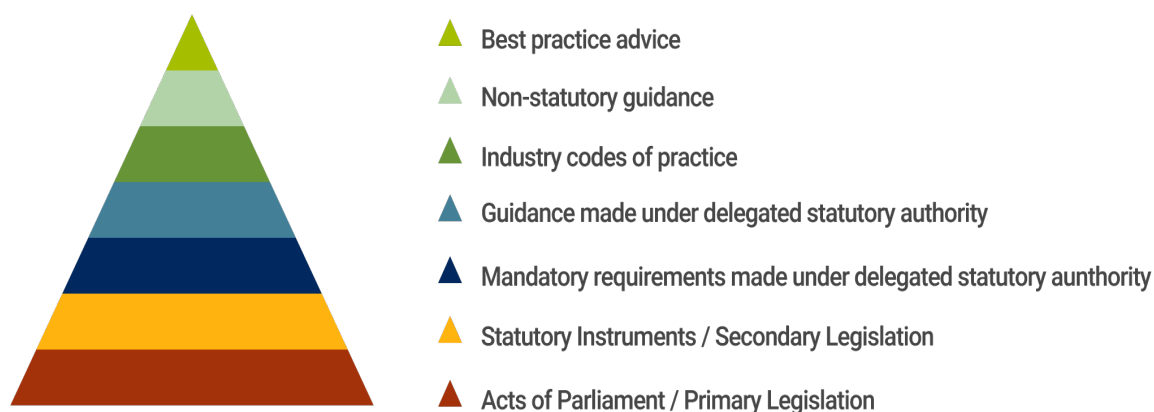 Best practice advice
Non-statutory guidance
Industry codes of practice
Guidance made under delegated statutory authority
Mandatory requirements made under delegated statutory aunthority
Statutory Instruments / Secondary Legislation
Acts of Parliament / Primary Legislation